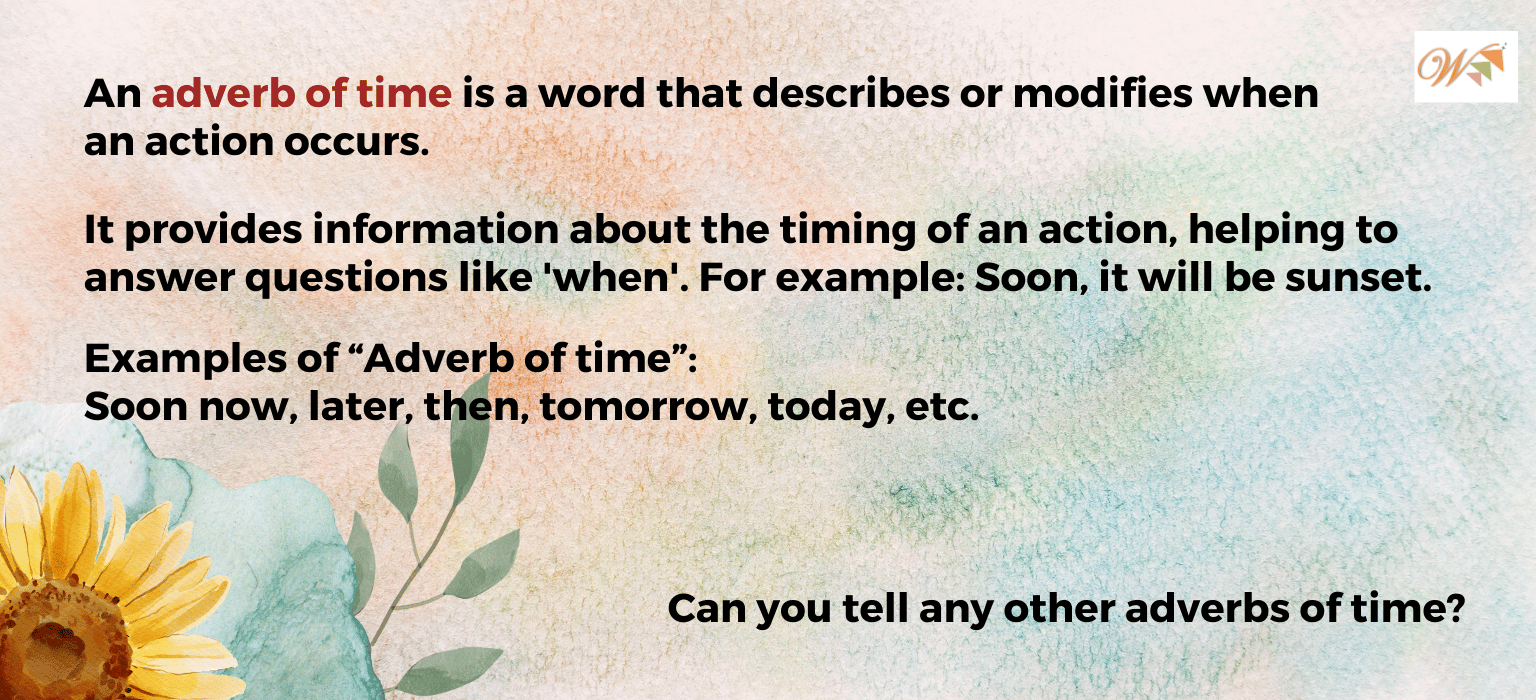 An adverb of time is a word that describes or modifies when
an action occurs.
It provides information about the timing of an action, helping to
answer questions like 'when'. For example: Soon, it will be sunset.
Examples of “Adverb of time”:
Soon now, later, then, tomorrow, today, etc.
Can you tell any other adverbs of time?
W